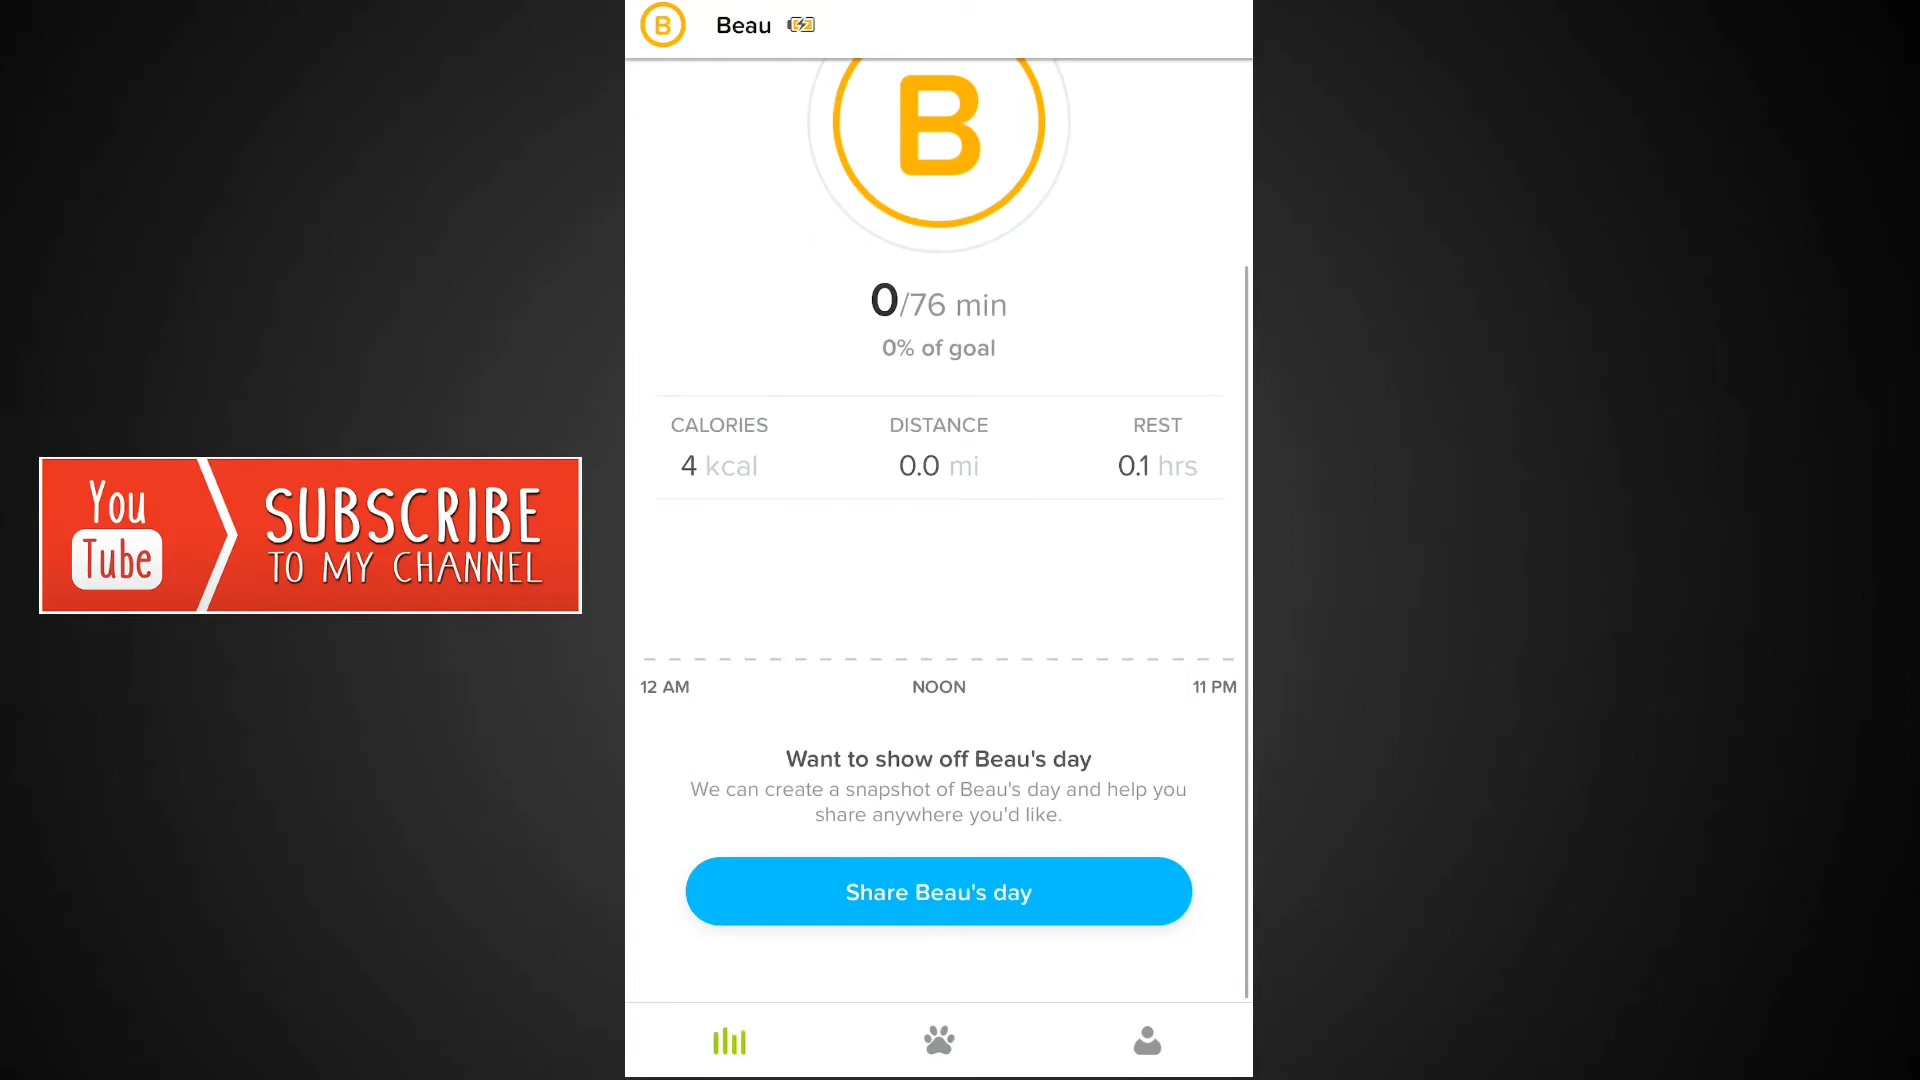 B Beau
B
0/76 min
0% of goal
CALORIES DISTANCE REST
4 kcal 0.0 mi 0.1 hrs
You
Tube
SUBSCRIBE
TO MY CHANNEL
12 AM NOON 11 PM
Want to show off Beau's day
We can create a snapshot of Beau's day and help you
share anywhere you'd like.
Share Beau's day